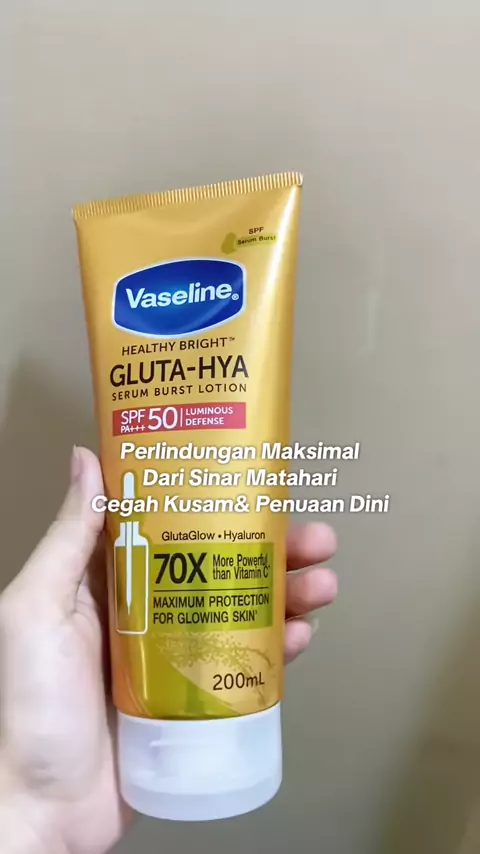 SPF
Serum Burst
Vaseline®
HEALTHY BRIGHT™
GLUTA-HYA
SERUM BURST LOTION
SPF 50
PA+++
LUMINOUS
DEFENSE
Perlindungan Maksimal
Dari Sinar Matahari
Cegah Kusam& Penuaan Dini
GlutaGlow • Hyaluron
70X More Powerful
than Vitamin C*
MAXIMUM PROTECTION
FOR GLOWING SKIN*
200mL